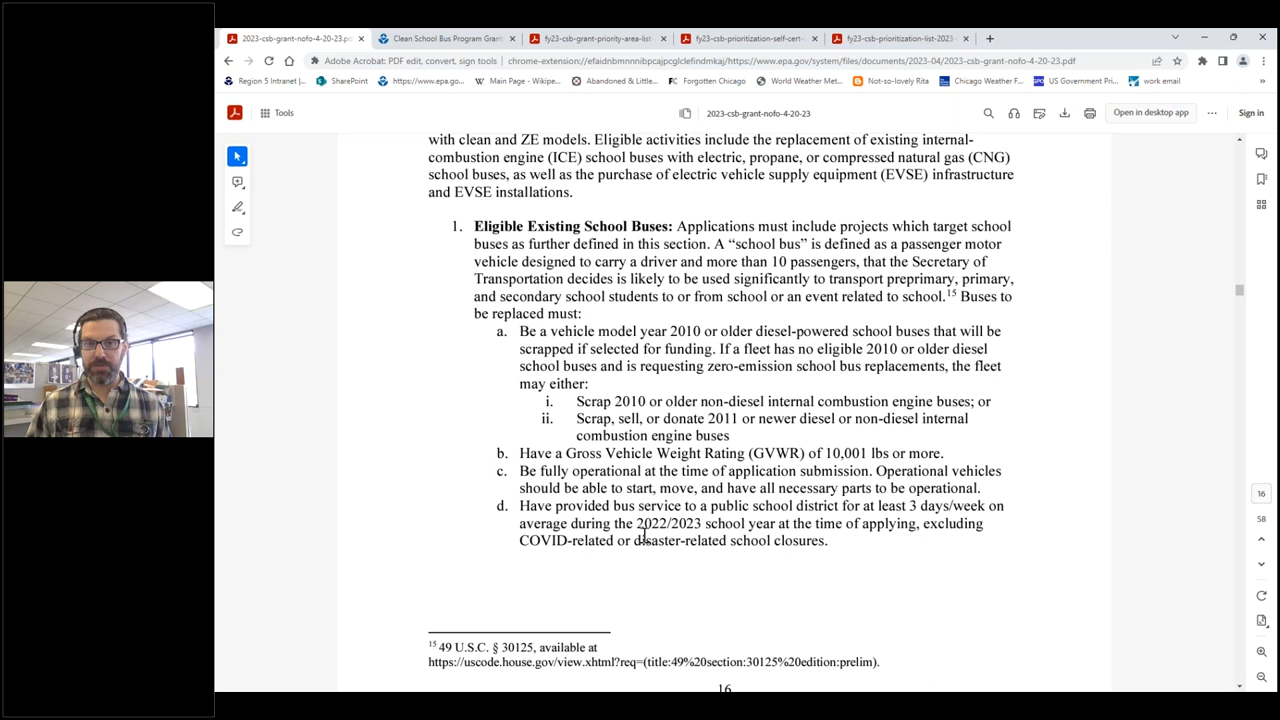 2023-csb-grant-nofo-4-20-23.pd
Clean School Bus Program Grant
fy23-csb-grant-priority-area-list-
fy23-csb-prioritization-self-cert-
fy23-csb-prioritization-list-2023-
Adobe Acrobat: PDF edit, convert, sign tools | chrome-extension://efaidnbmnnnibpcajpcglclefindmkaj/https://www.epa.gov/system/files/documents/2023-04/2023-csb-grant-nofo-4-20-23.pdf
Region 5 Intranet |...
SharePoint
https://www.epa.go...
Main Page - Wikipe...
Abandoned & Little...
FC Forgotten Chicago
World Weather Met...
Not-so-lovely Rita
Chicago Weather F...
US Government Pri...
work email
Tools
2023-csb-grant-nofo-4-20-23
Open in desktop app
Sign in
with clean and ZE models. Eligible activities include the replacement of existing internal-
combustion engine (ICE) school buses with electric, propane, or compressed natural gas (CNG)
school buses, as well as the purchase of electric vehicle supply equipment (EVSE) infrastructure
and EVSE installations.
1. Eligible Existing School Buses: Applications must include projects which target school
buses as further defined in this section. A “school bus” is defined as a passenger motor
vehicle designed to carry a driver and more than 10 passengers, that the Secretary of
Transportation decides is likely to be used significantly to transport preprimary, primary,
and secondary school students to or from school or an event related to school.15 Buses to
be replaced must:
a. Be a vehicle model year 2010 or older diesel-powered school buses that will be
scrapped if selected for funding. If a fleet has no eligible 2010 or older diesel
school buses and is requesting zero-emission school bus replacements, the fleet
may either:
i. Scrap 2010 or older non-diesel internal combustion engine buses; or
ii. Scrap, sell, or donate 2011 or newer diesel or non-diesel internal
combustion engine buses
b. Have a Gross Vehicle Weight Rating (GVWR) of 10,001 lbs or more.
c. Be fully operational at the time of application submission. Operational vehicles
should be able to start, move, and have all necessary parts to be operational.
d. Have provided bus service to a public school district for at least 3 days/week on
average during the 2022/2023 school year at the time of applying, excluding
COVID-related or disaster-related school closures.
15 49 U.S.C. § 30125, available at
https://uscode.house.gov/view.xhtml?req=(title:49%20section:30125%20edition:prelim).
16
16
58